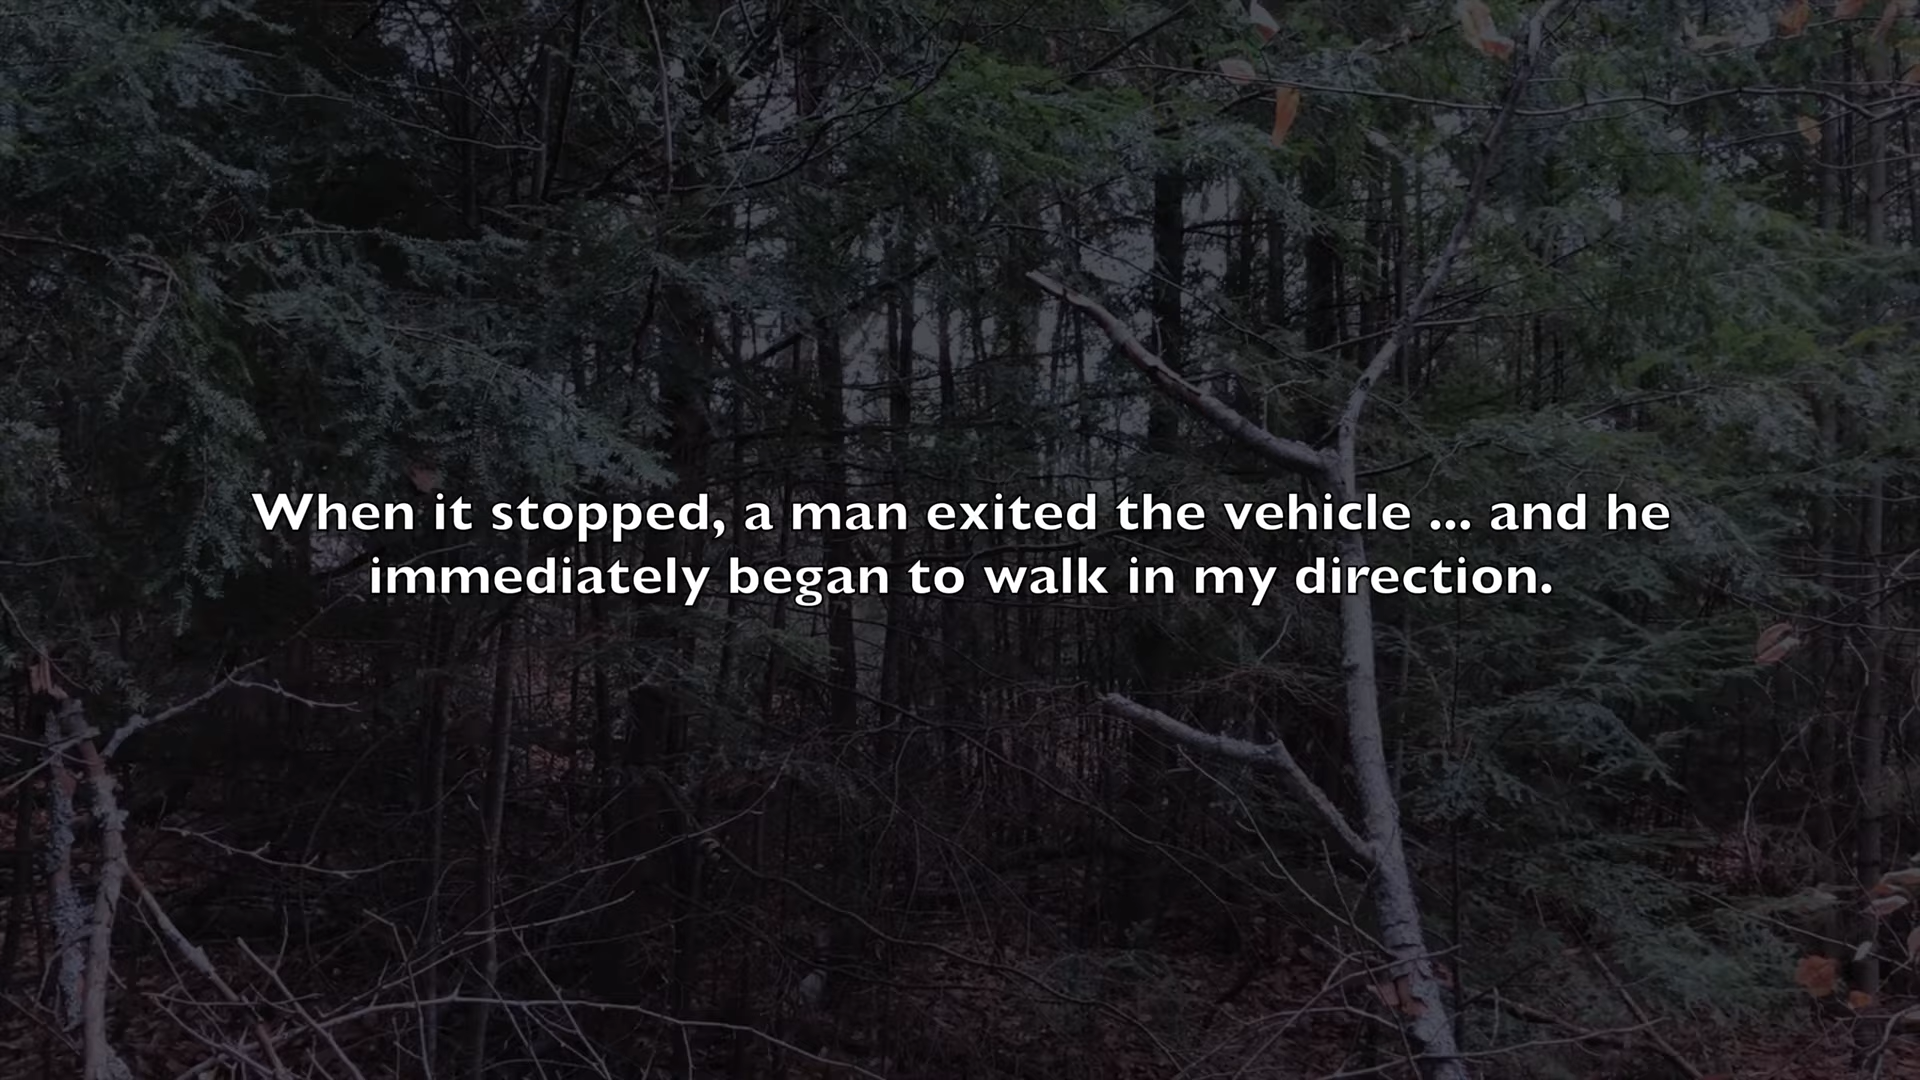 When it stopped, a man exited the vehicle ... and he
immediately began to walk in my direction.